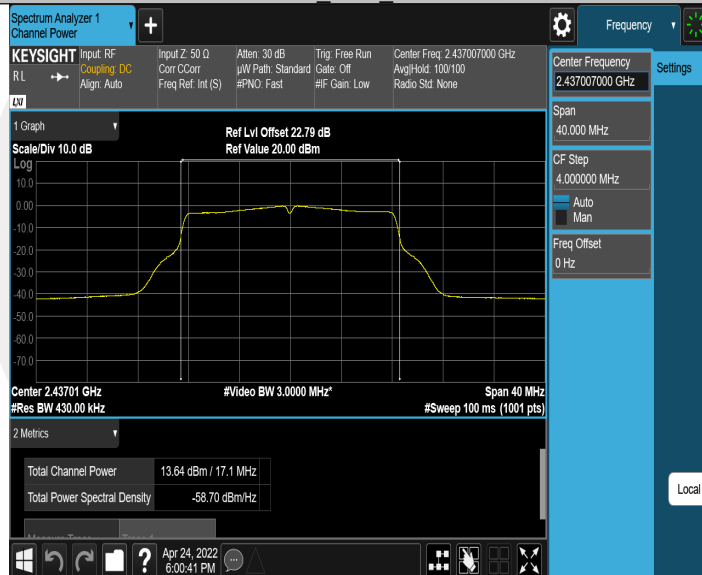 Spectrum Analyzer 1
Channel Power
+
Frequency
KEYSIGHT
R L
LXI
Input: RF
Coupling: DC
Align: Auto
Input Z: 50 Ω
Corr CCorr
Freq Ref: Int (S)
Atten: 30 dB
µW Path: Standard
#PNO: Fast
Trig: Free Run
Gate: Off
#IF Gain: Low
Center Freq: 2.437007000 GHz
Avg|Hold: 100/100
Radio Std: None
Center Frequency
2.437007000 GHz
Settings
Span
40.000 MHz
CF Step
4.000000 MHz
Auto
Man
Freq Offset
0 Hz
1 Graph
Scale/Div 10.0 dB
Ref Lvl Offset 22.79 dB
Ref Value 20.00 dBm
Log
10.0
0.00
-10.0
-20.0
-30.0
-40.0
-50.0
-60.0
-70.0
Center 2.43701 GHz
#Res BW 430.00 kHz
#Video BW 3.0000 MHz*
Span 40 MHz
#Sweep 100 ms (1001 pts)
2 Metrics
Total Channel Power 13.64 dBm / 17.1 MHz
Total Power Spectral Density -58.70 dBm/Hz
Local
?
Apr 24, 2022
6:00:41 PM